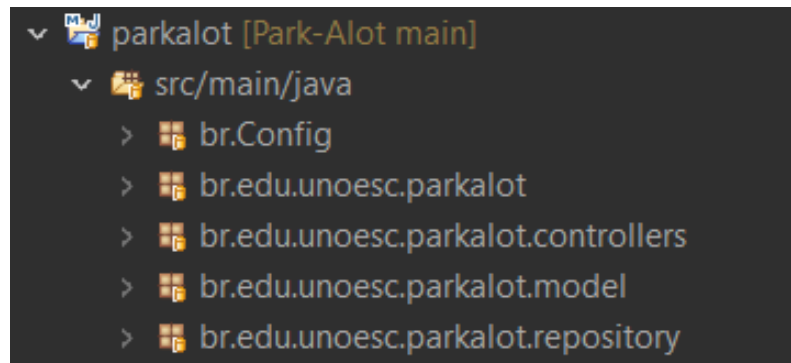 parkalot [Park-Alot main]
src/main/java
br.Config
br.edu.unoesc.parkalot
br.edu.unoesc.parkalot.controllers
br.edu.unoesc.parkalot.model
br.edu.unoesc.parkalot.repository